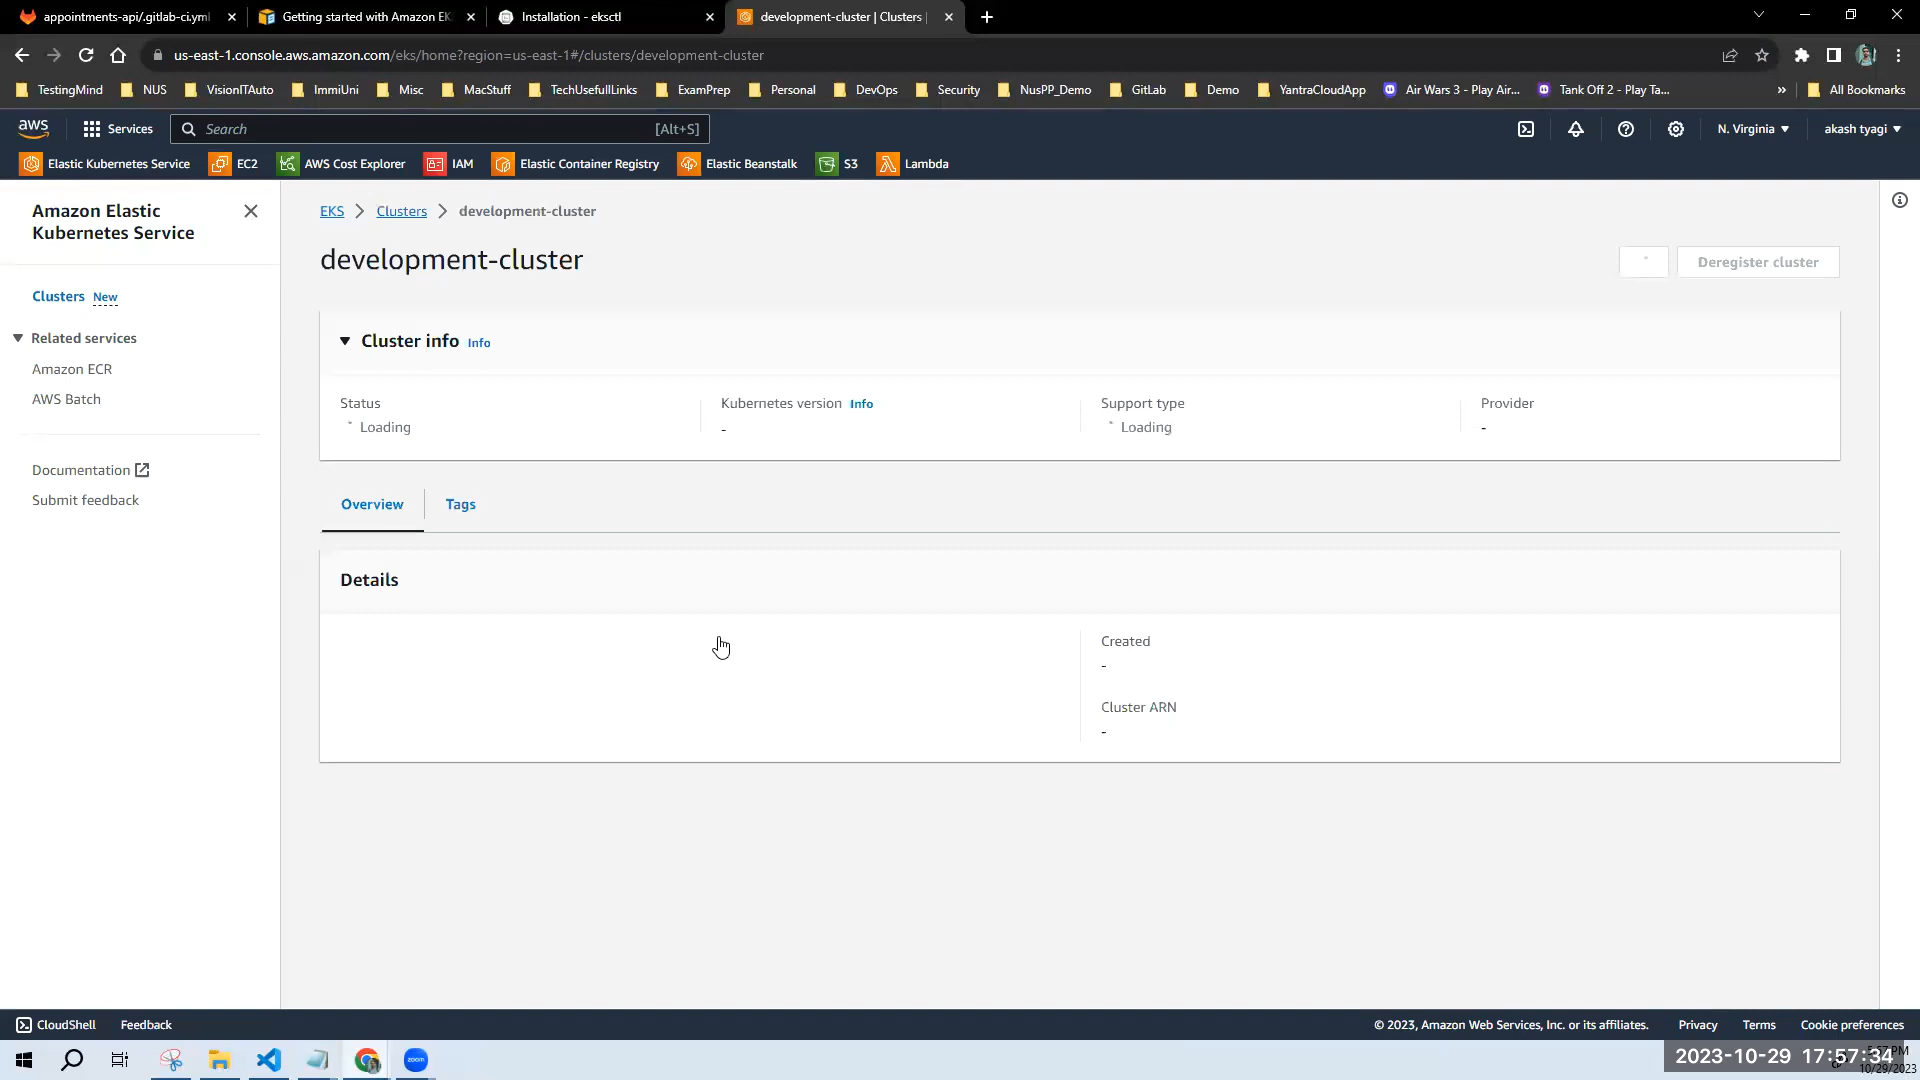 appointments-api/.gitlab-ci.yml
Getting started with Amazon EK
Installation - eksctl
development-cluster | Clusters |
us-east-1.console.aws.amazon.com/eks/home?region=us-east-1#/clusters/development-cluster
TestingMind
NUS
VisionITAuto
ImmiUni
Misc
MacStuff
TechUsefullLinks
ExamPrep
Personal
DevOps
Security
NusPP_Demo
GitLab
Demo
YantraCloudApp
Air Wars 3 - Play Air...
Tank Off 2 - Play Ta...
»
All Bookmarks
aws
Services
Search
[Alt+S]
N. Virginia
akash tyagi
Elastic Kubernetes Service
EC2
AWS Cost Explorer
IAM
Elastic Container Registry
Elastic Beanstalk
S3
Lambda
Amazon Elastic
Kubernetes Service
Clusters New
Related services
Amazon ECR
AWS Batch
Documentation
Submit feedback
EKS > Clusters > development-cluster
development-cluster
Deregister cluster
Cluster info Info
Status
Loading
Kubernetes version Info
-
Support type
Loading
Provider
-
Overview
Tags
Details
Created
-
Cluster ARN
-
CloudShell
Feedback
© 2023, Amazon Web Services, Inc. or its affiliates.
Privacy
Terms
Cookie preferences
zoom
2023-10-29 17:57:34
10/29/2023